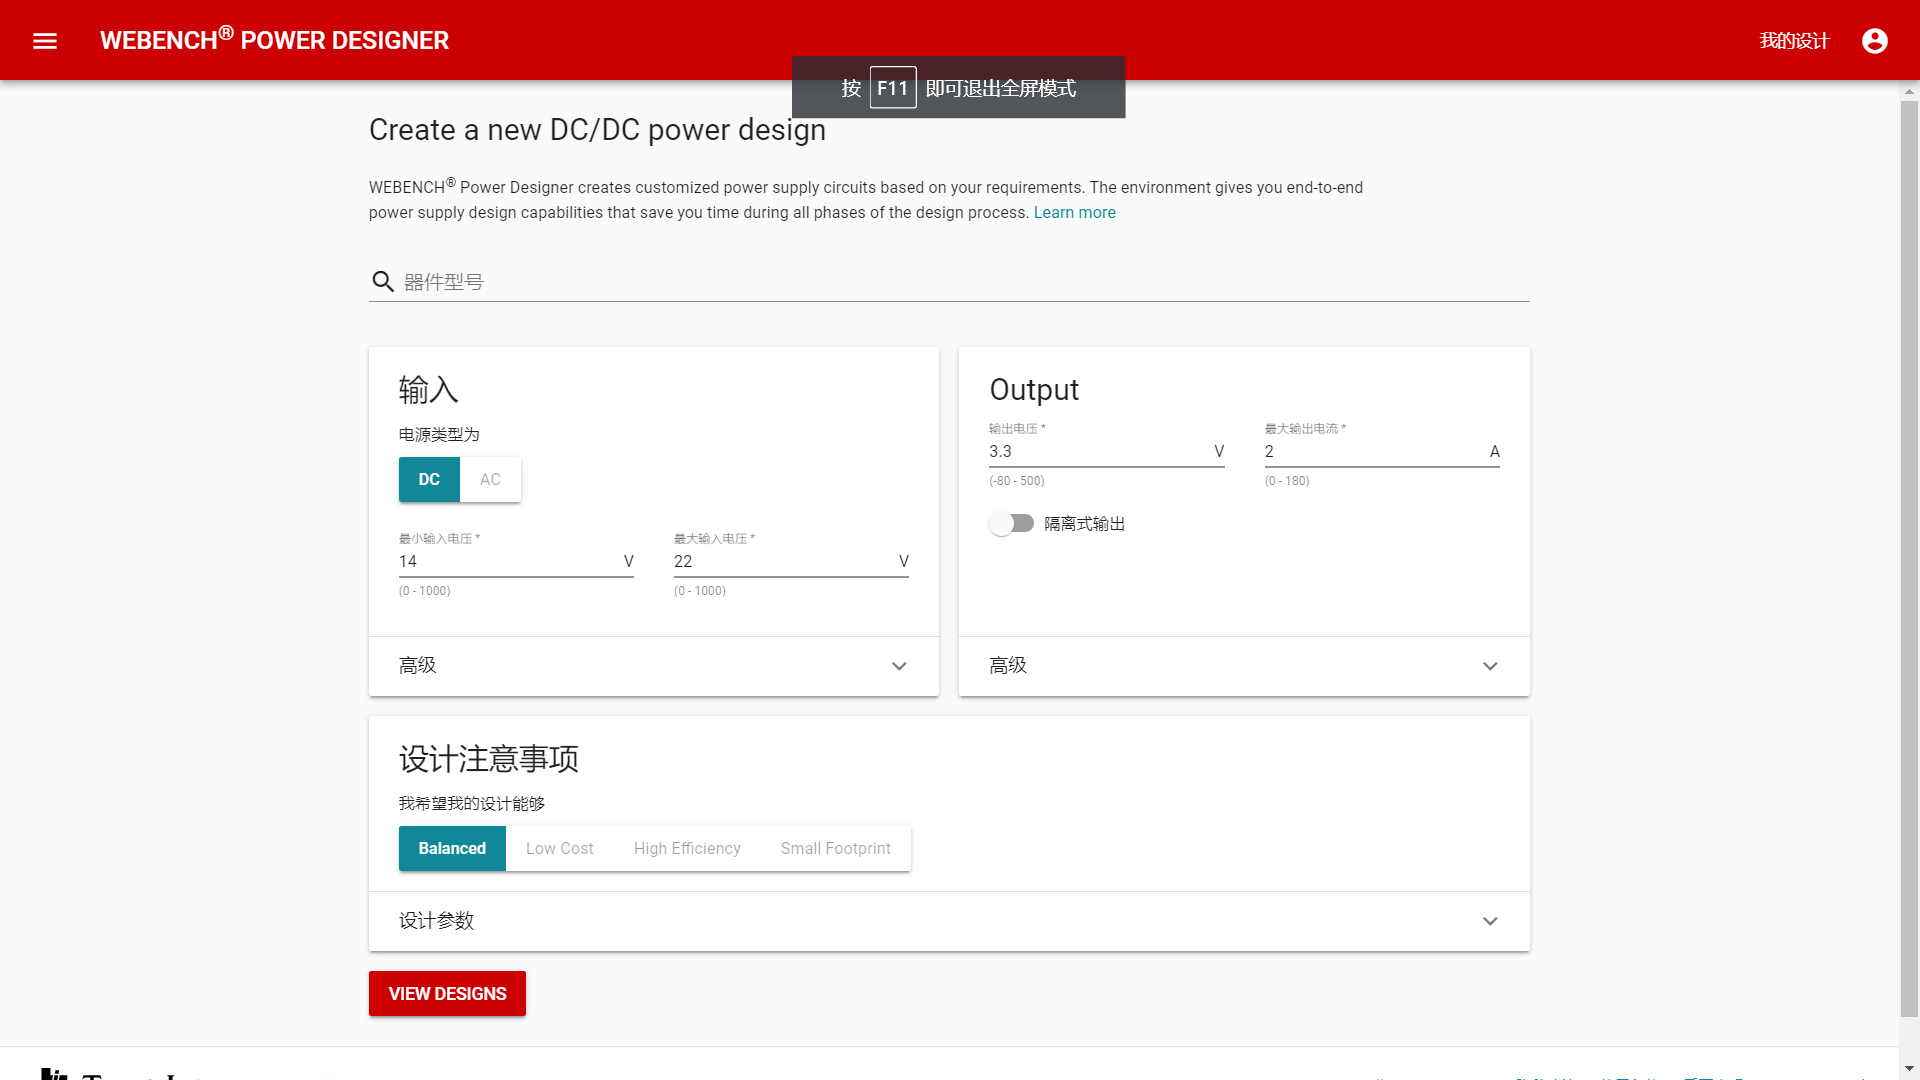 WEBENCH® POWER DESIGNER
我的设计
按 F11 即可退出全屏模式
Create a new DC/DC power design
WEBENCH® Power Designer creates customized power supply circuits based on your requirements. The environment gives you end-to-end
power supply design capabilities that save you time during all phases of the design process. Learn more
器件型号
输入
电源类型为
DC AC
最小输入电压 *
14 V
(0 - 1000)
最大输入电压 *
22 V
(0 - 1000)
高级
Output
输出电压 *
3.3 V
(-80 - 500)
最大输出电流 *
2 A
(0 - 180)
隔离式输出
高级
设计注意事项
我希望我的设计能够
Balanced Low Cost High Efficiency Small Footprint
设计参数
VIEW DESIGNS